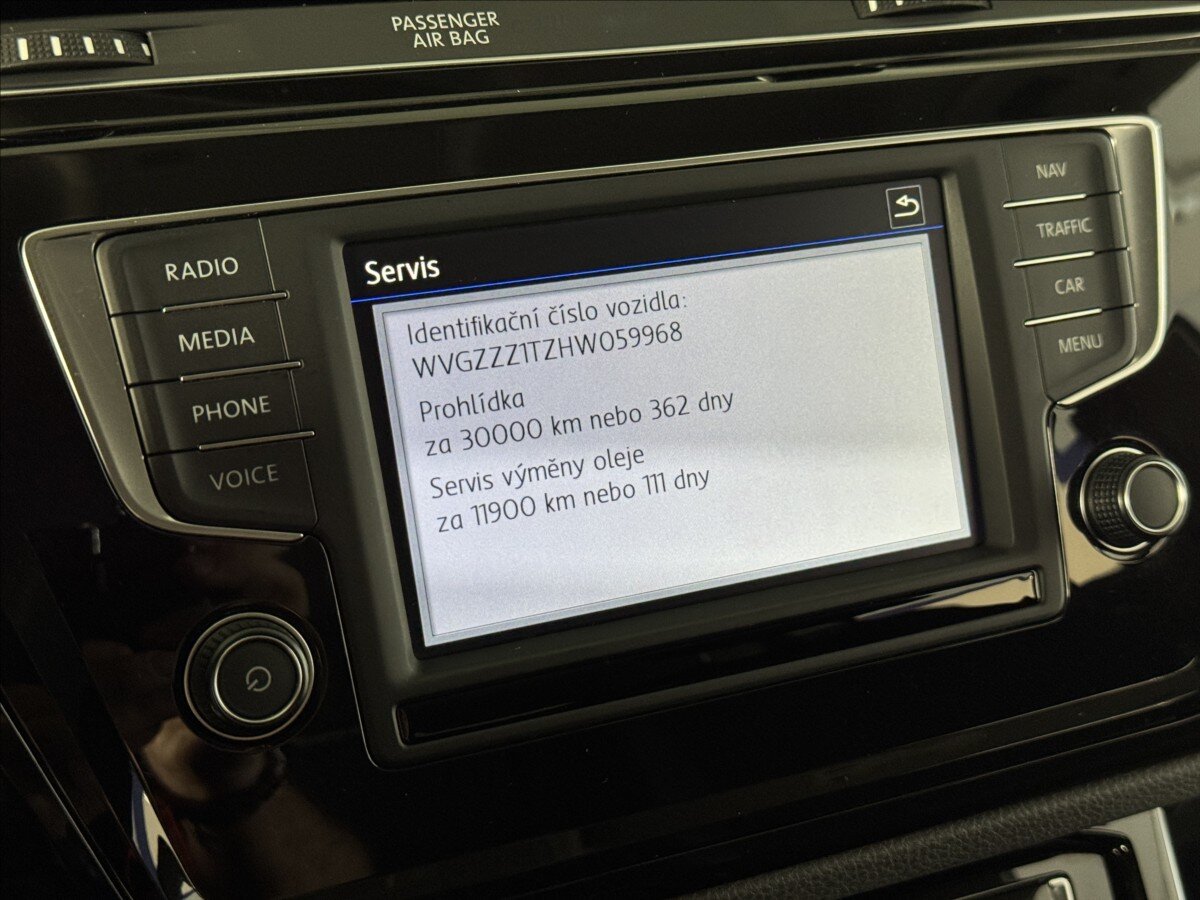 PASSENGER
AIR BAG
RADIO
MEDIA
PHONE
VOICE
NAV
TRAFFIC
CAR
MENU
Servis
Identifikační číslo vozidla:
WVGZZZ1TZHW059968
Prohlídka
za 30000 km nebo 362 dny
Servis výměny oleje
za 11900 km nebo 111 dny